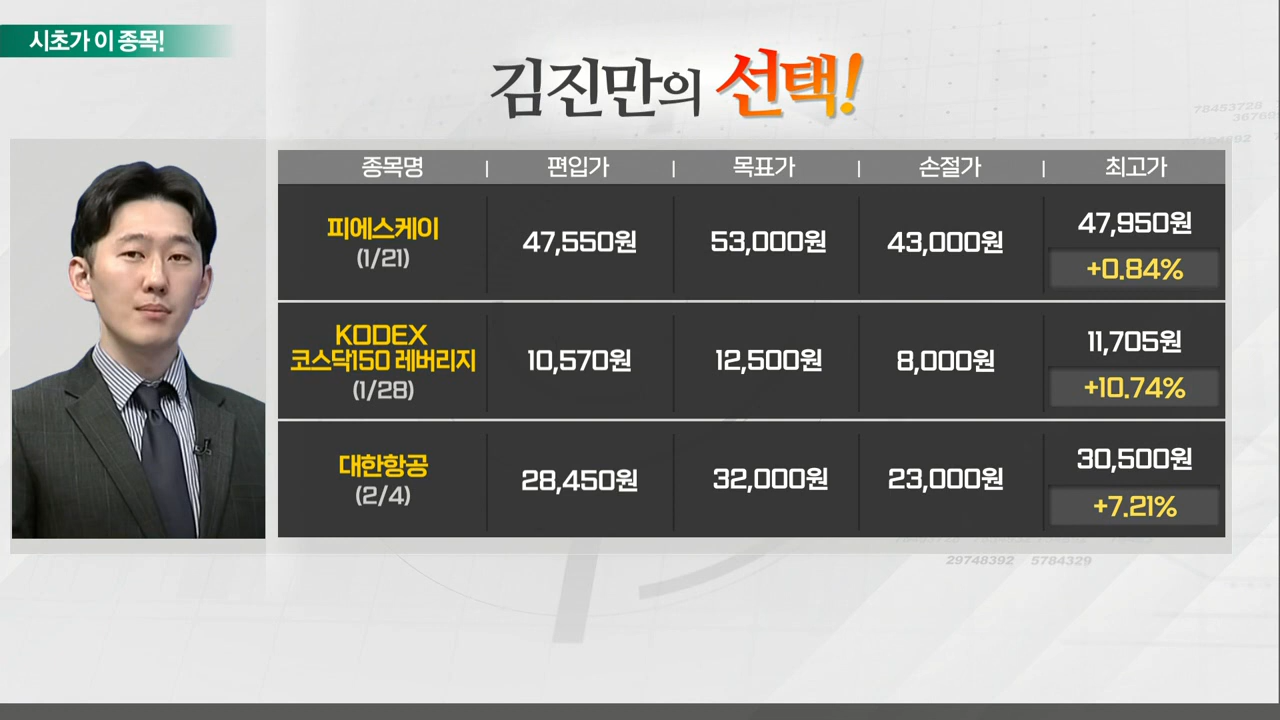 시초가 이 종목!
김진만의 선택!
종목명 | 편입가 | 목표가 | 손절가 | 최고가
피에스케이
(1/21)
47,550원
53,000원
43,000원
47,950원
+0.84%
KODEX
코스닥150 레버리지
(1/28)
10,570원
12,500원
8,000원
11,705원
+10.74%
대한항공
(2/4)
28,450원
32,000원
23,000원
30,500원
+7.21%
78453728
29748392 5784329